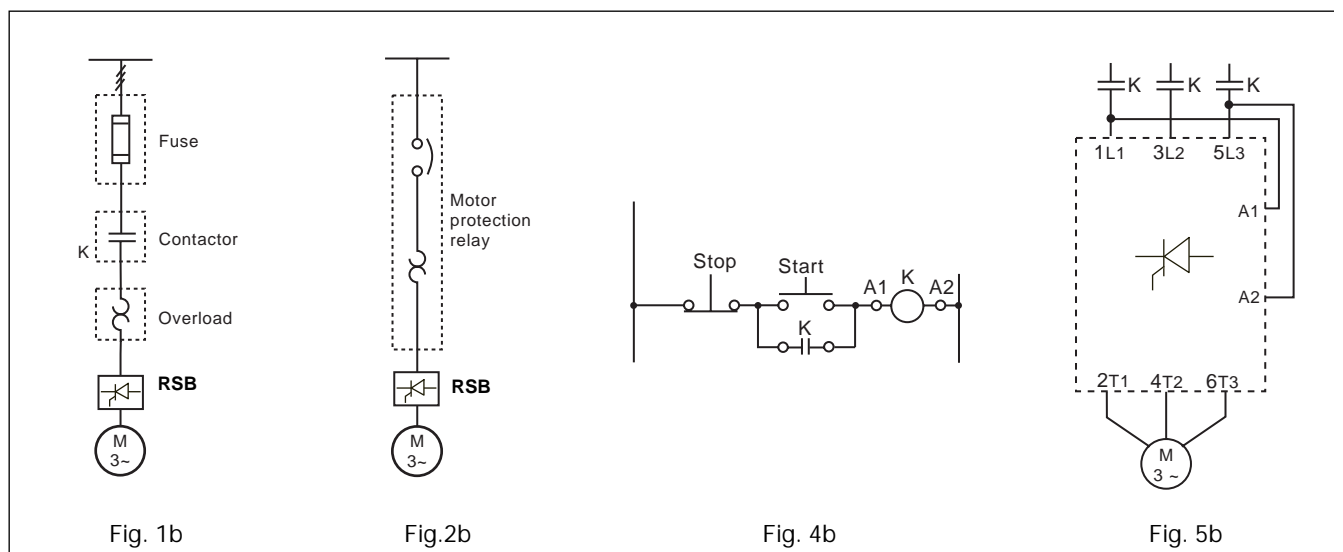 Fuse
K
Contactor
Overload
RSB
M
3~
Fig. 1b
Motor
protection
relay
RSB
M
3~
Fig.2b
Stop
Start
A1
K
A2
K
Fig. 4b
K
K
K
1L1
3L2
5L3
A1
A2
2T1
4T2
6T3
M
3 ~
Fig. 5b